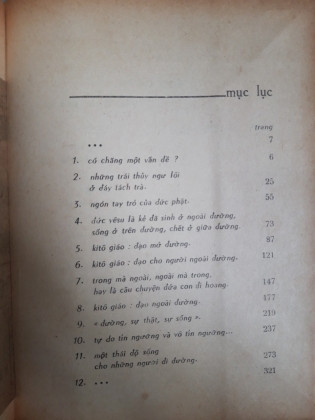 mục lục
trang
... 7
1. có chăng một vấn đề ? 6
2. những trái thủy ngư lôi
ở đáy tách trà. 25
3. ngón tay trỏ của đức phật. 55
4. đức yêsu là kẻ đã sinh ở ngoài đường,
sống ở trên đường, chết ở giữa đường. 73
5. kitô giáo : đạo mở đường. 87
6. kitô giáo : đạo cho người ngoài đường. 121
7. trong mà ngoài, ngoài mà trong,
hay là câu chuyện đứa con đi hoang. 147
8. kitô giáo : đạo ngoài đường. 177
9. « đường, sự thật, sự sống ». 219
10. tự do tín ngưỡng và vô tín ngưỡng... 237
11. một thái độ sống
cho những người đi đường. 273
12. ... 321